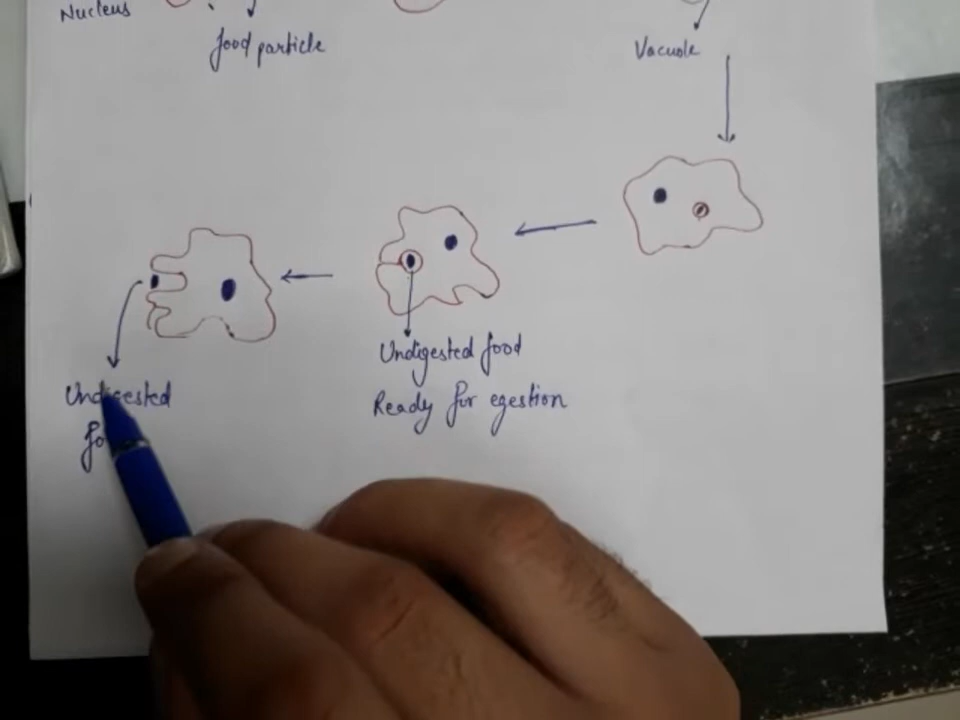 Nucleus
food particle
Vacuole
Undigested food
Ready for egestion
Undigested